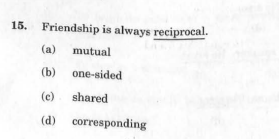 15. Friendship is always reciprocal.
(a) mutual
(b) one-sided
(c) shared
(d) corresponding